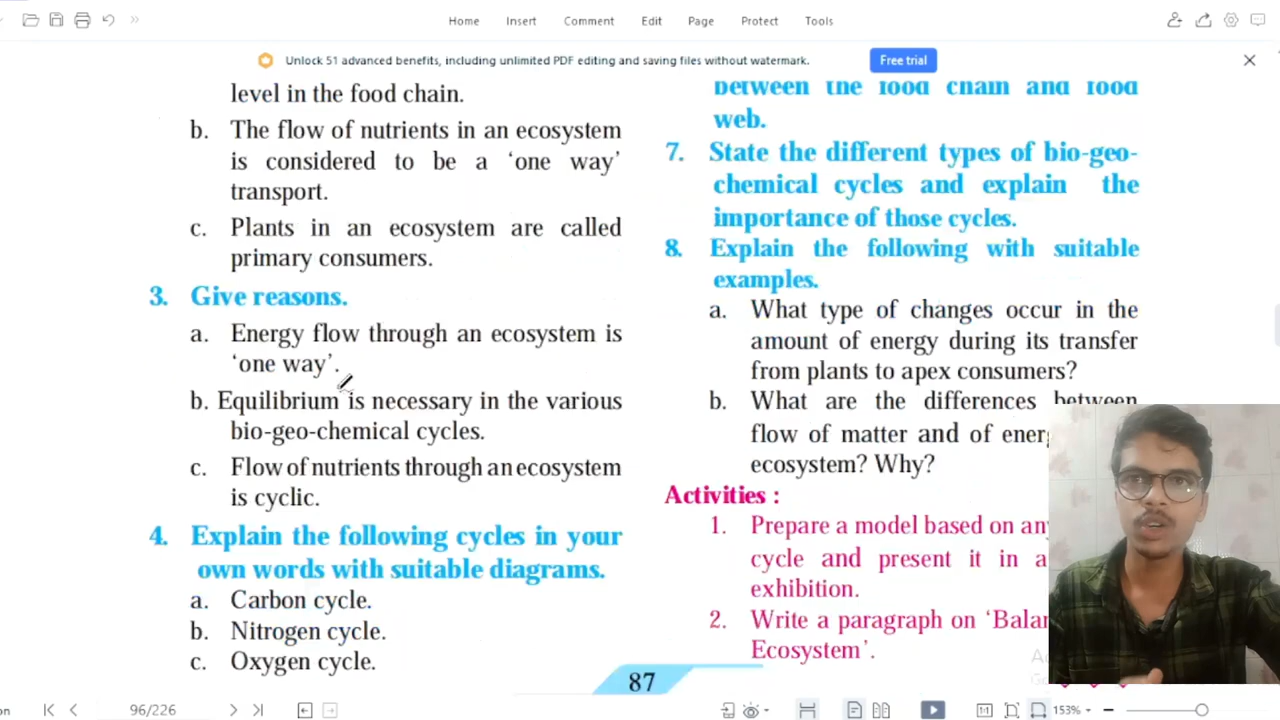 Home Insert Comment Edit Page Protect Tools
Unlock 51 advanced benefits, including unlimited PDF editing and saving files without watermark. Free trial
level in the food chain.
b. The flow of nutrients in an ecosystem
is considered to be a ‘one way’
transport.
c. Plants in an ecosystem are called
primary consumers.
3. Give reasons.
a. Energy flow through an ecosystem is
‘one way’.
b. Equilibrium is necessary in the various
bio-geo-chemical cycles.
c. Flow of nutrients through an ecosystem
is cyclic.
4. Explain the following cycles in your
own words with suitable diagrams.
a. Carbon cycle.
b. Nitrogen cycle.
c. Oxygen cycle.
between the food chain and food
web.
7. State the different types of bio-geo-
chemical cycles and explain the
importance of those cycles.
8. Explain the following with suitable
examples.
a. What type of changes occur in the
amount of energy during its transfer
from plants to apex consumers?
b. What are the differences between
flow of matter and of
ecosystem? Why?
Activities :
1. Prepare a model based on
cycle and present it in a
exhibition.
2. Write a paragraph on
Ecosystem’.
87
96/226
153%